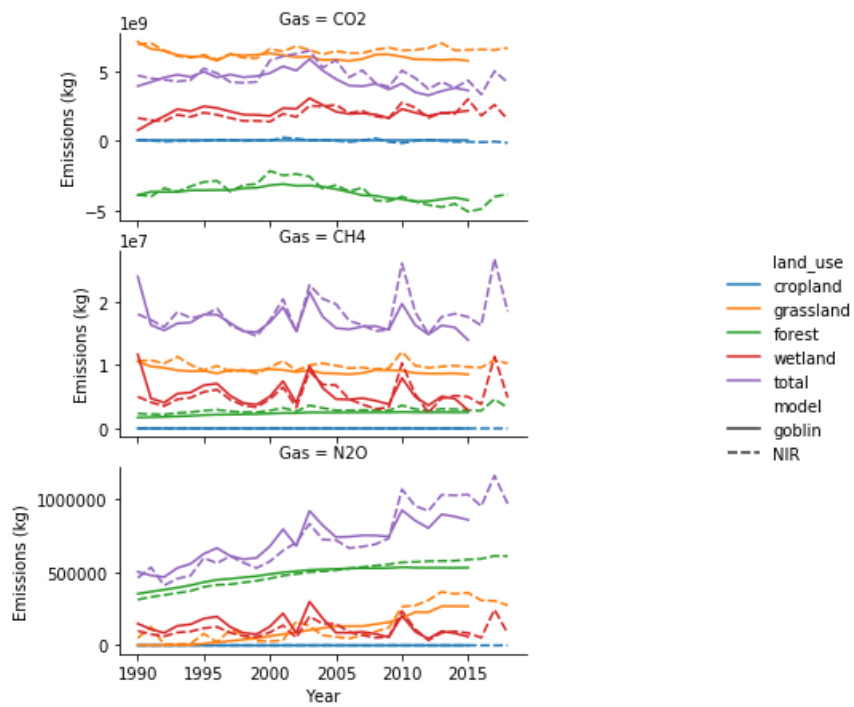 1e9
Gas = CO2
5
0
−5
Emissions (kg)
1e7
Gas = CH4
2
1
0
Emissions (kg)
Gas = N2O
1000000
500000
0
Emissions (kg)
1990
1995
2000
2005
2010
2015
Year
land_use
cropland
grassland
forest
wetland
total
model
goblin
NIR